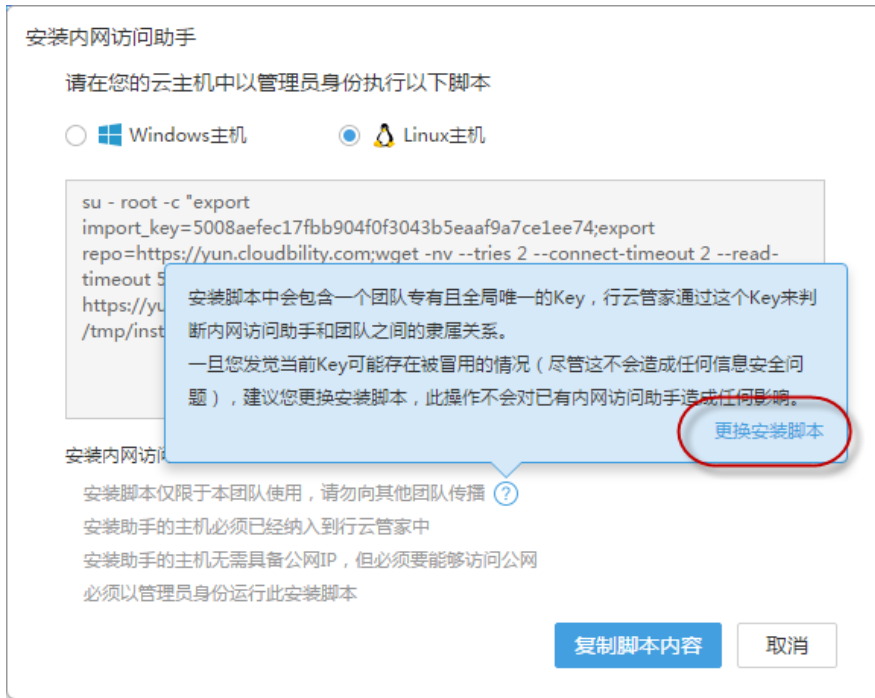 安装内网访问助手
请在您的云主机中以管理员身份执行以下脚本
Windows主机
Linux主机
su - root -c "export
import_key=5008aefec17fbb904f0f3043b5eaaf9a7ce1ee74;export
repo=https://yun.cloudbility.com;wget -nv --tries 2 --connect-timeout 2 --read-
timeout 5
https://yu
/tmp/inst
安装脚本中会包含一个团队专有且全局唯一的Key，行云管家通过这个Key来判
断内网访问助手和团队之间的隶属关系。
一旦您发觉当前Key可能存在被冒用的情况（尽管这不会造成任何信息安全问
题），建议您更换安装脚本，此操作不会对已有内网访问助手造成任何影响。
更换安装脚本
安装内网访问
安装脚本仅限于本团队使用，请勿向其他团队传播 ?
安装助手的主机必须已经纳入到行云管家中
安装助手的主机无需具备公网IP，但必须要能够访问公网
必须以管理员身份运行此安装脚本
复制脚本内容
取消